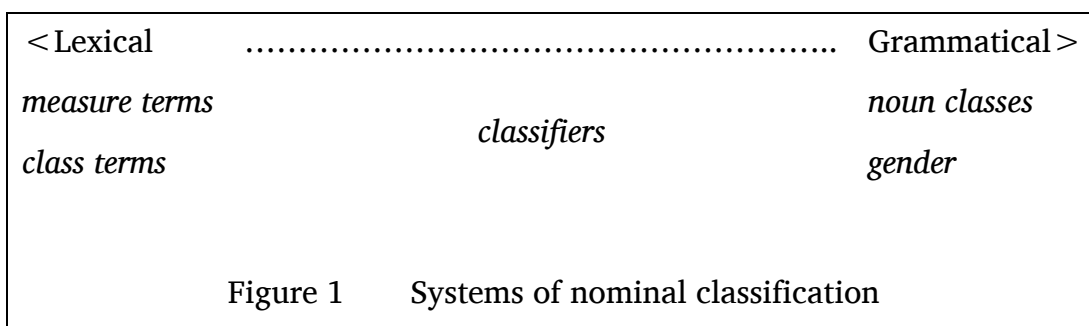 <Lexical ……………………………………………….. Grammatical>
measure terms noun classes
classifiers
class terms gender
Figure 1 Systems of nominal classification